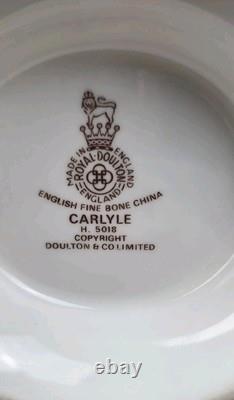 MADE IN ENGLAND
ROYAL·DOULTON
ENGLAND
ENGLISH FINE BONE CHINA
CARLYLE
H. 5018
COPYRIGHT
DOULTON & CO LIMITED
ebay